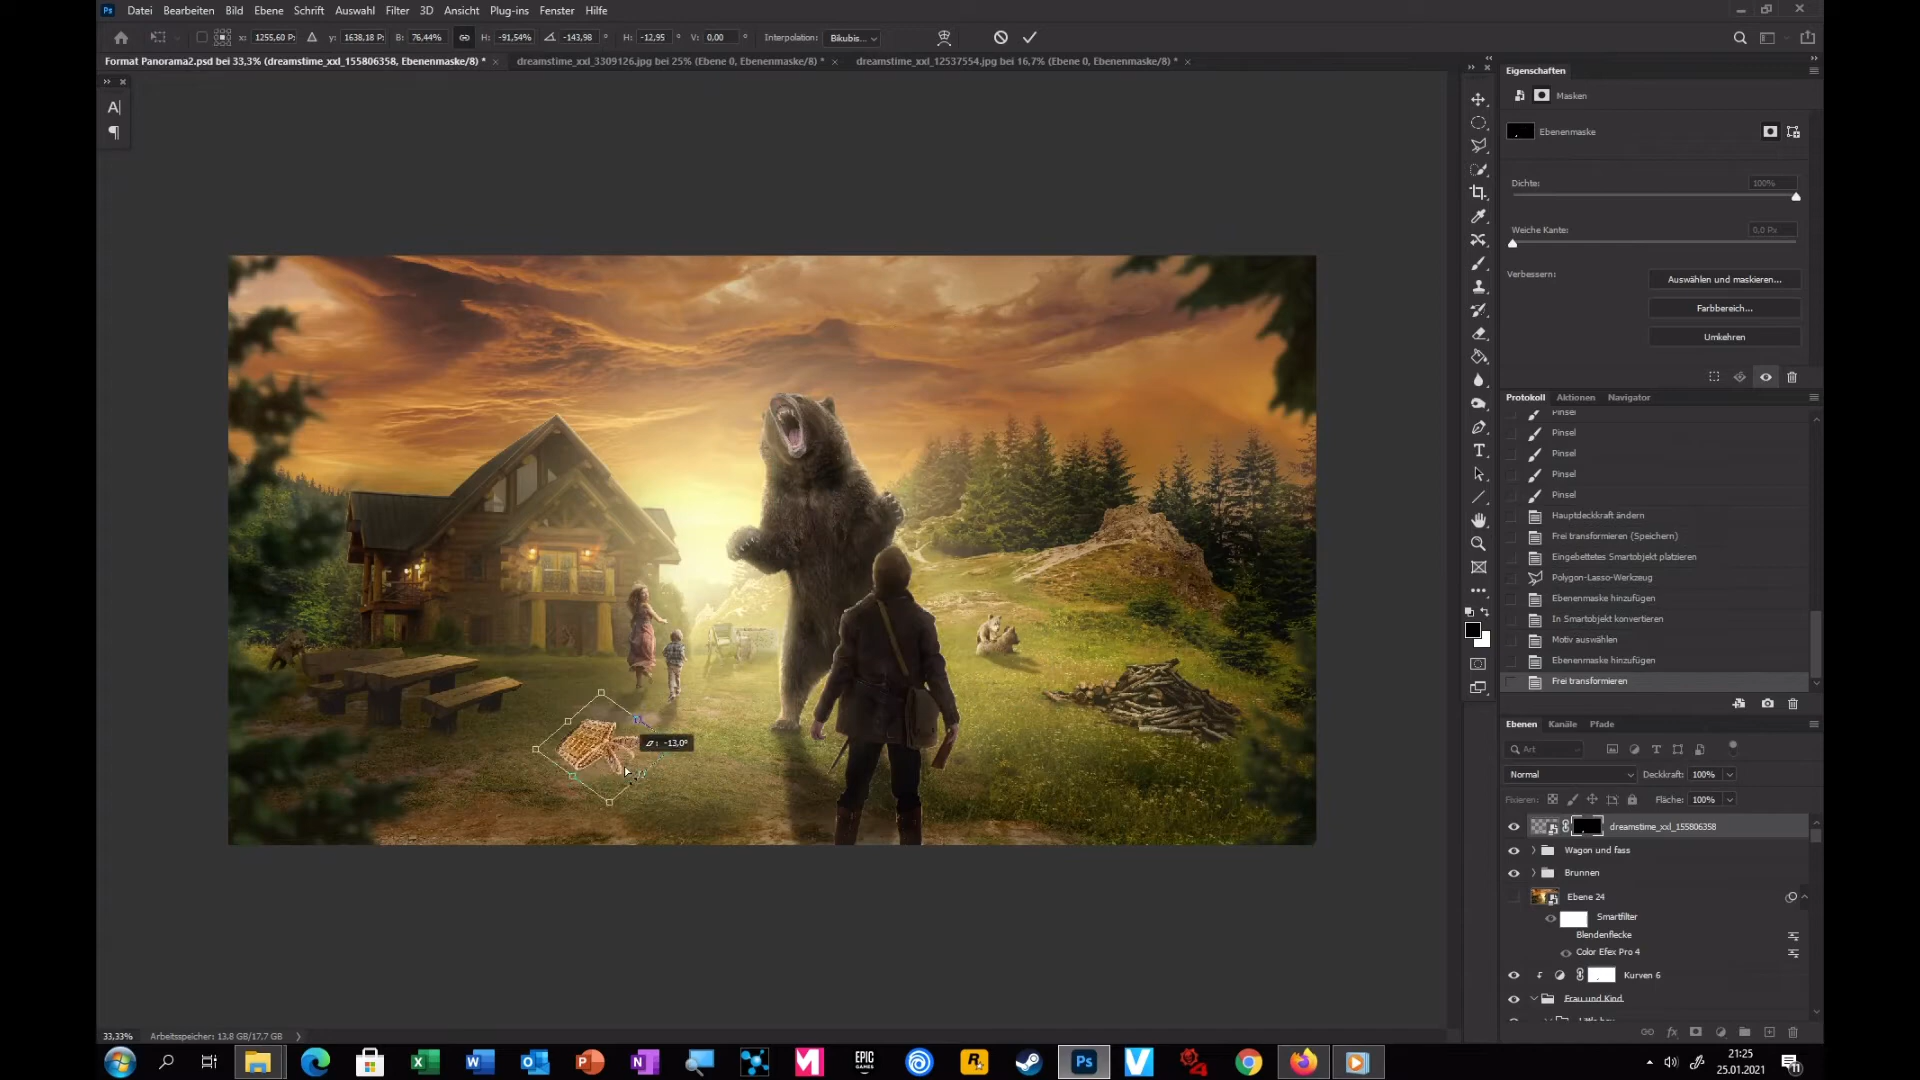 Ps Datei Bearbeiten Bild Ebene Schrift Auswahl Filter 3D Ansicht Plug-ins Fenster Hilfe
X: 1255,60 P: Y: 1638,18 P: B: 76,44% H: -91,54% -143,98 ° H: -12,95 ° V: 0,00 ° Interpolation: Bikubis...
Format Panorama2.psd bei 33,3% (dreamstime_xxl_155806358, Ebenenmaske/8) * × dreamstime_xxl_3309126.jpg bei 25% (Ebene 0, Ebenenmaske/8) * × dreamstime_xxl_12537554.jpg bei 16,7% (Ebene 0, Ebenenmaske/8) * ×
A|
¶
-13,0°
Eigenschaften
Masken
Ebenenmaske
Dichte: 100%
Weiche Kante: 0,0 Px
Verbessern: Auswählen und maskieren...
Farbbereich...
Umkehren
Protokoll Aktionen Navigator
Pinsel
Pinsel
Pinsel
Pinsel
Pinsel
Hauptdeckkraft ändern
Frei transformieren (Speichern)
Eingebettetes Smartobjekt platzieren
Polygon-Lasso-Werkzeug
Ebenenmaske hinzufügen
In Smartobjekt konvertieren
Motiv auswählen
Ebenenmaske hinzufügen
Frei transformieren
Ebenen Kanäle Pfade
Art
Normal Deckkraft: 100%
Fixieren: Fläche: 100%
dreamstime_xxl_155806358
Wagon und fass
Brunnen
Ebene 24
Smartfilter
Blendenflecke
Color Efex Pro 4
Kurven 6
Frau und Kind
Little boy
33,33% Arbeitsspeicher: 13.8 GB/17,7 GB
EPIC GAMES
Ps
21:25
25.01.2021
11